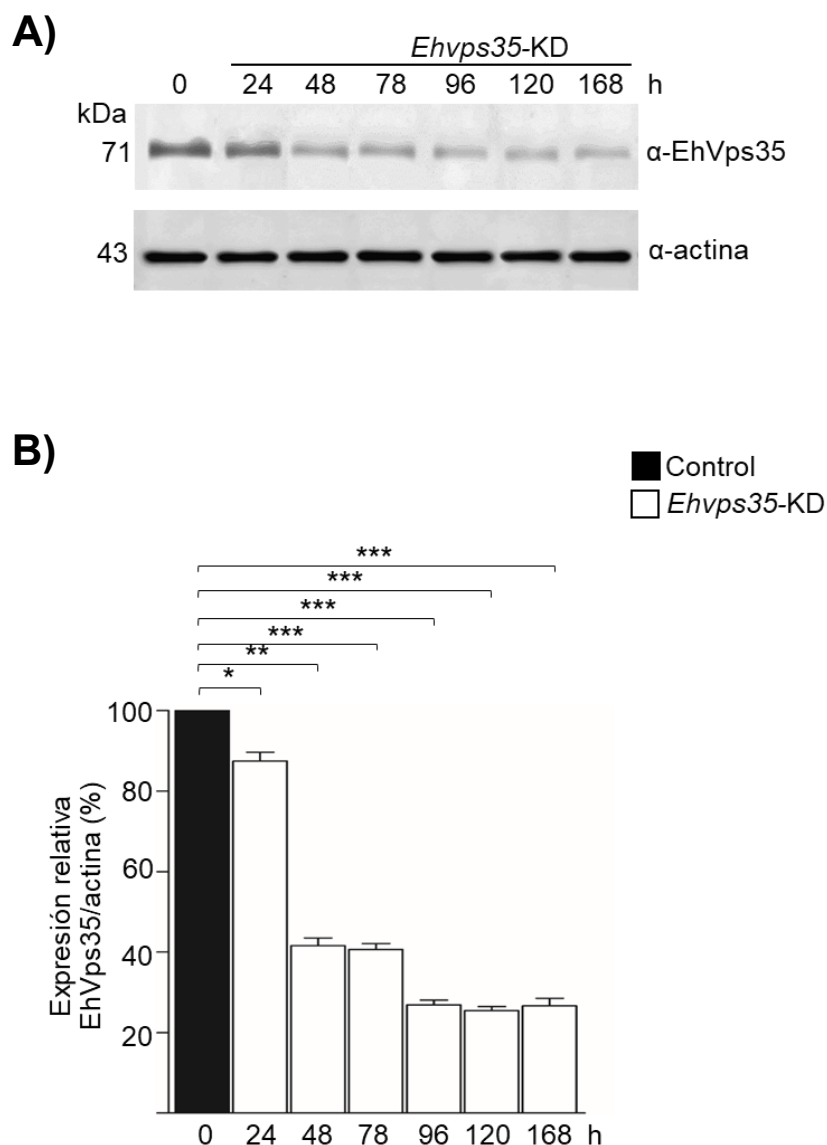 A)
Ehvps35-KD
0 24 48 78 96 120 168 h
kDa
71 α-EhVps35
43 α-actina
B)
Control
Ehvps35-KD
***
***
***
***
**
*
100
80
60
40
20
Expresión relativa
EhVps35/actina (%)
0 24 48 78 96 120 168 h